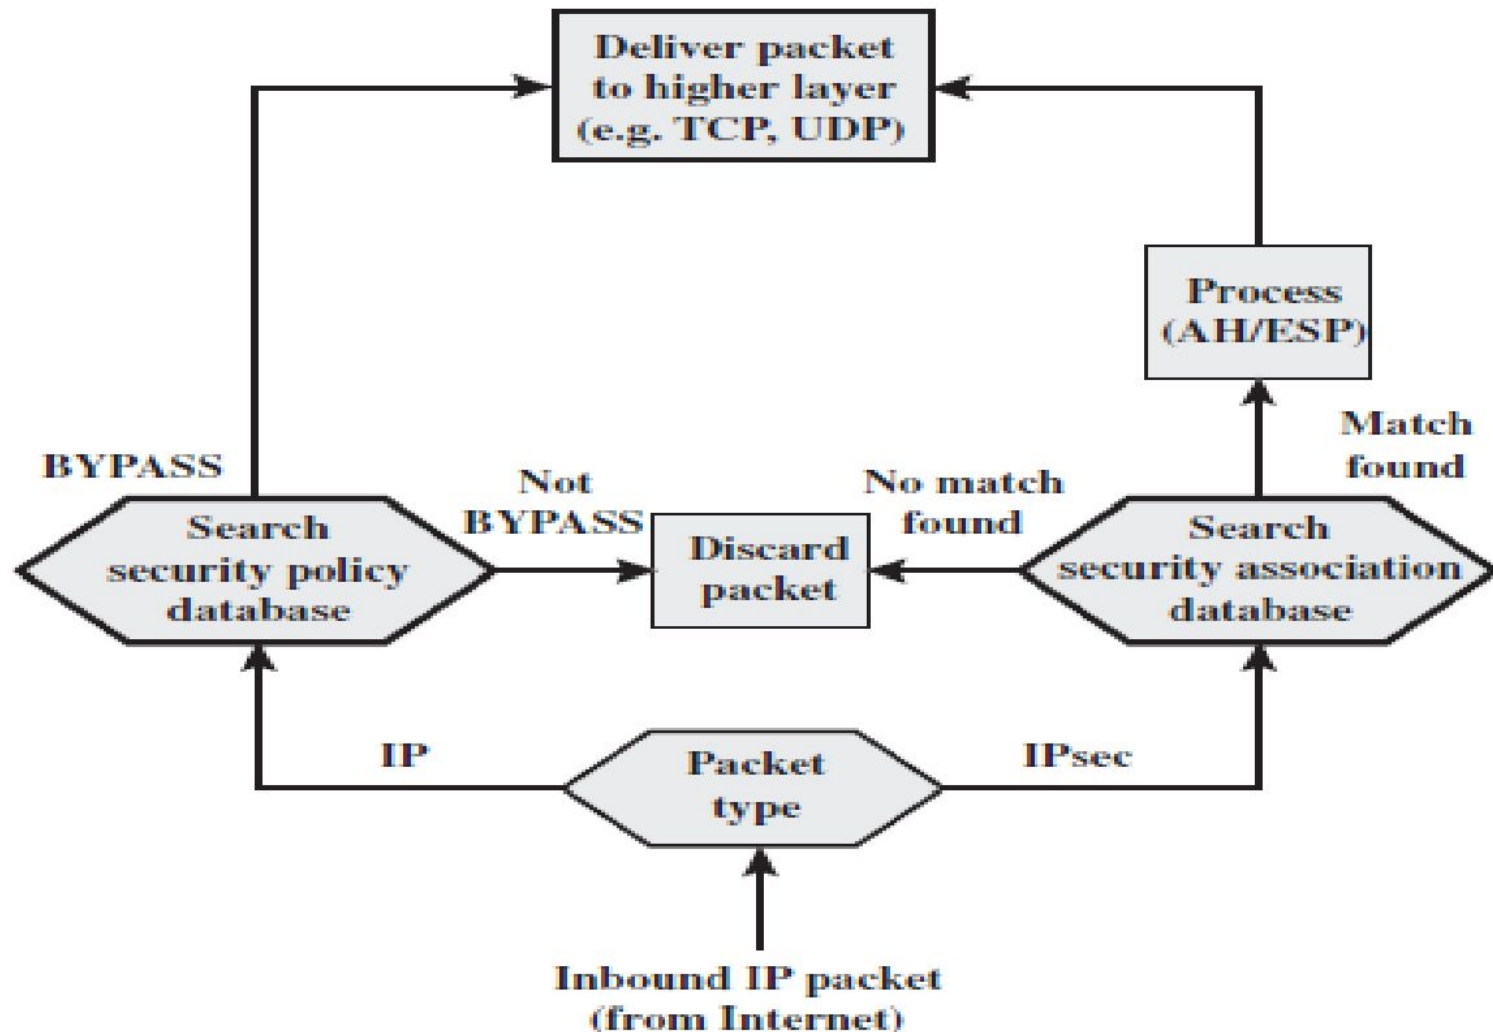 Deliver packet
to higher layer
(e.g. TCP, UDP)
Process
(AH/ESP)
Match
found
BYPASS
Not
BYPASS
No match
found
Search
security policy
database
Discard
packet
Search
security association
database
IP
Packet
type
IPsec
Inbound IP packet
(from Internet)